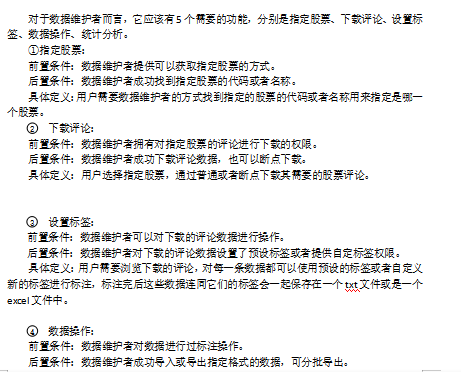 对于数据维护者而言，它应该有 5 个需要的功能，分别是指定股票、下载评论、设置标
签、数据操作、统计分析。
①指定股票：
前置条件：数据维护者提供可以获取指定股票的方式。
后置条件：数据维护者成功找到指定股票的代码或者名称。
具体定义：用户需要数据维护者的方式找到指定的股票的代码或者名称用来指定是哪一
个股票。
② 下载评论：
前置条件：数据维护者拥有对指定股票的评论进行下载的权限。
后置条件：数据维护者成功下载评论数据，也可以断点下载。
具体定义：用户选择指定股票，通过普通或者断点下载其需要的股票评论。
③ 设置标签：
前置条件：数据维护者可以对下载的评论数据进行操作。
后置条件：数据维护者对下载的评论数据设置了预设标签或者提供自定标签权限。
具体定义：用户需要浏览下载的评论，对每一条数据都可以使用预设的标签或者自定义
新的标签进行标注，标注完后这些数据连同它们的标签会一起保存在一个 txt 文件或是一个
excel 文件中。
④ 数据操作：
前置条件：数据维护者对数据进行过标注操作。
后置条件：数据维护者成功导入或导出指定格式的数据，可分批导出。